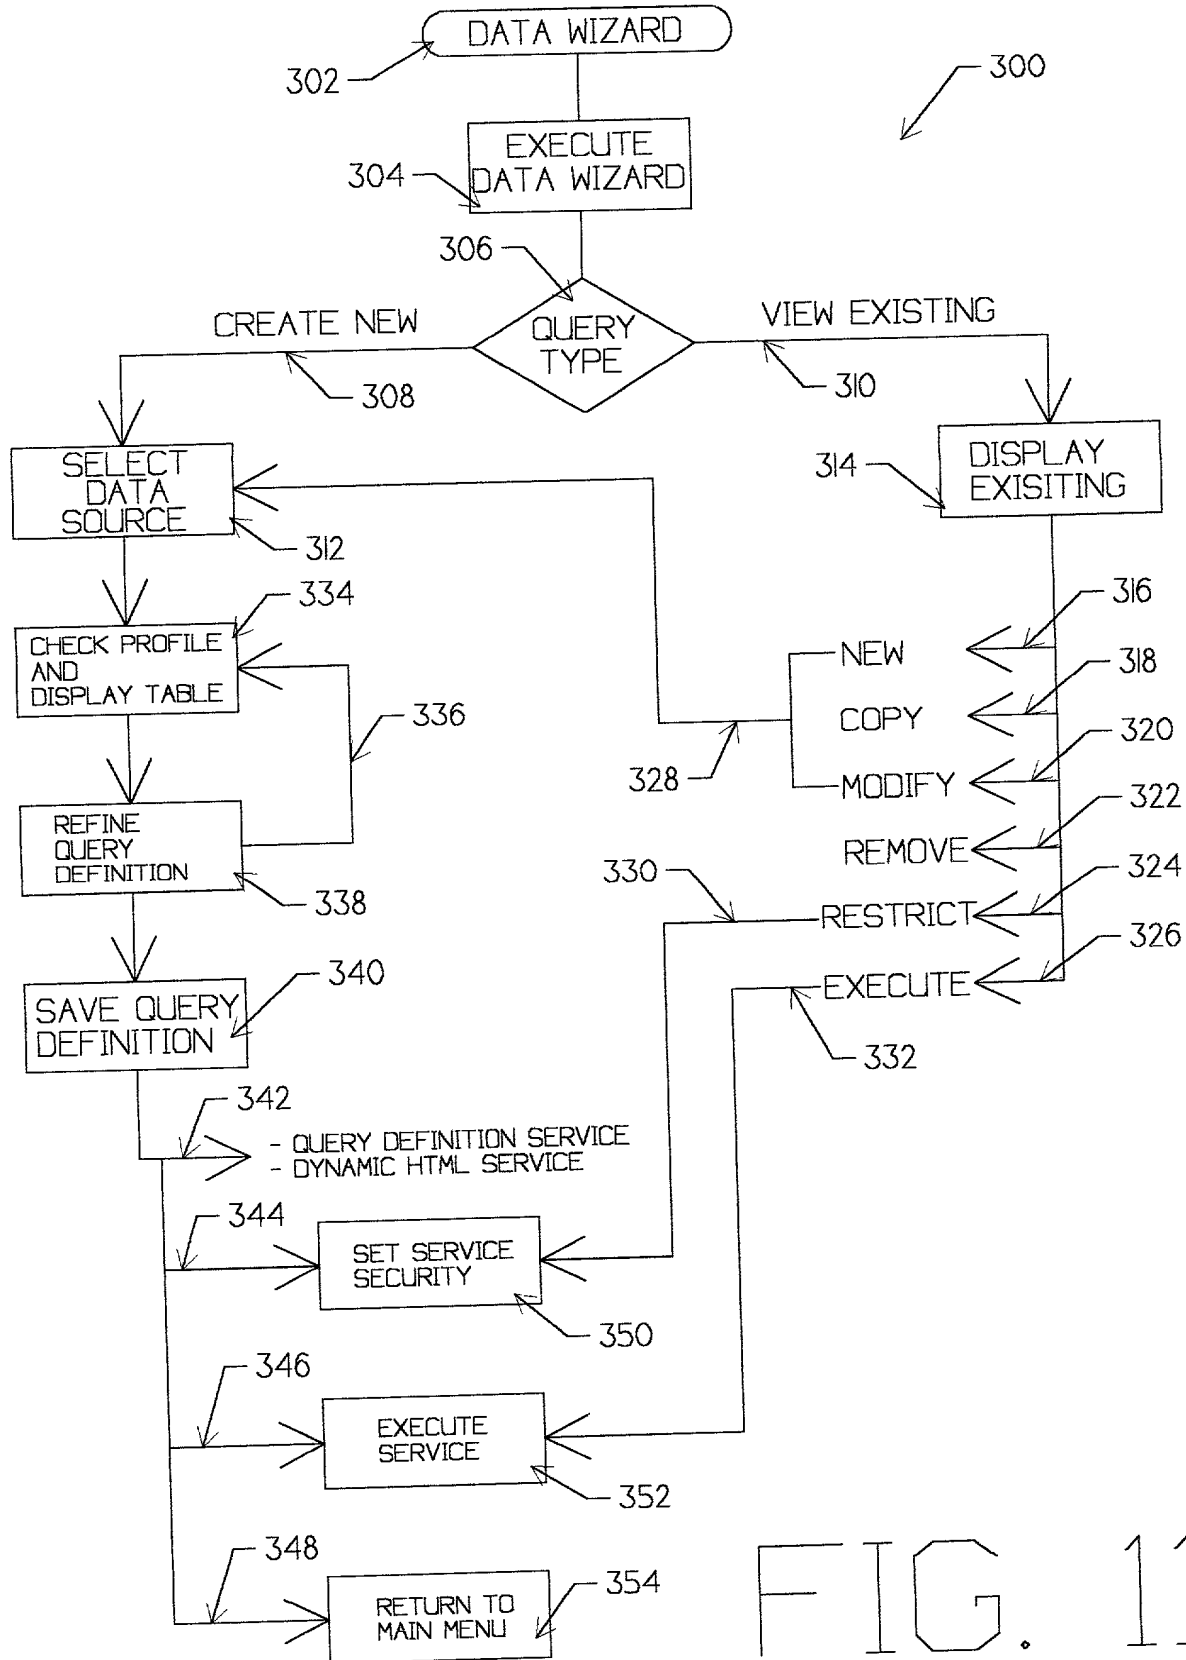 DATA WIZARD
302
300
EXECUTE
DATA WIZARD
304
306
CREATE NEW
QUERY
TYPE
VIEW EXISTING
308
310
SELECT
DATA
SOURCE
314
DISPLAY
EXISITING
312
334
316
CHECK PROFILE
AND
DISPLAY TABLE
NEW
318
336
COPY
320
328
MODIFY
322
REFINE
QUERY
DEFINITION
REMOVE
330
324
338
RESTRICT
326
340
EXECUTE
SAVE QUERY
DEFINITION
332
342
- QUERY DEFINITION SERVICE
- DYNAMIC HTML SERVICE
344
SET SERVICE
SECURITY
350
346
EXECUTE
SERVICE
352
348
354
RETURN TO
MAIN MENU
FIG. 11